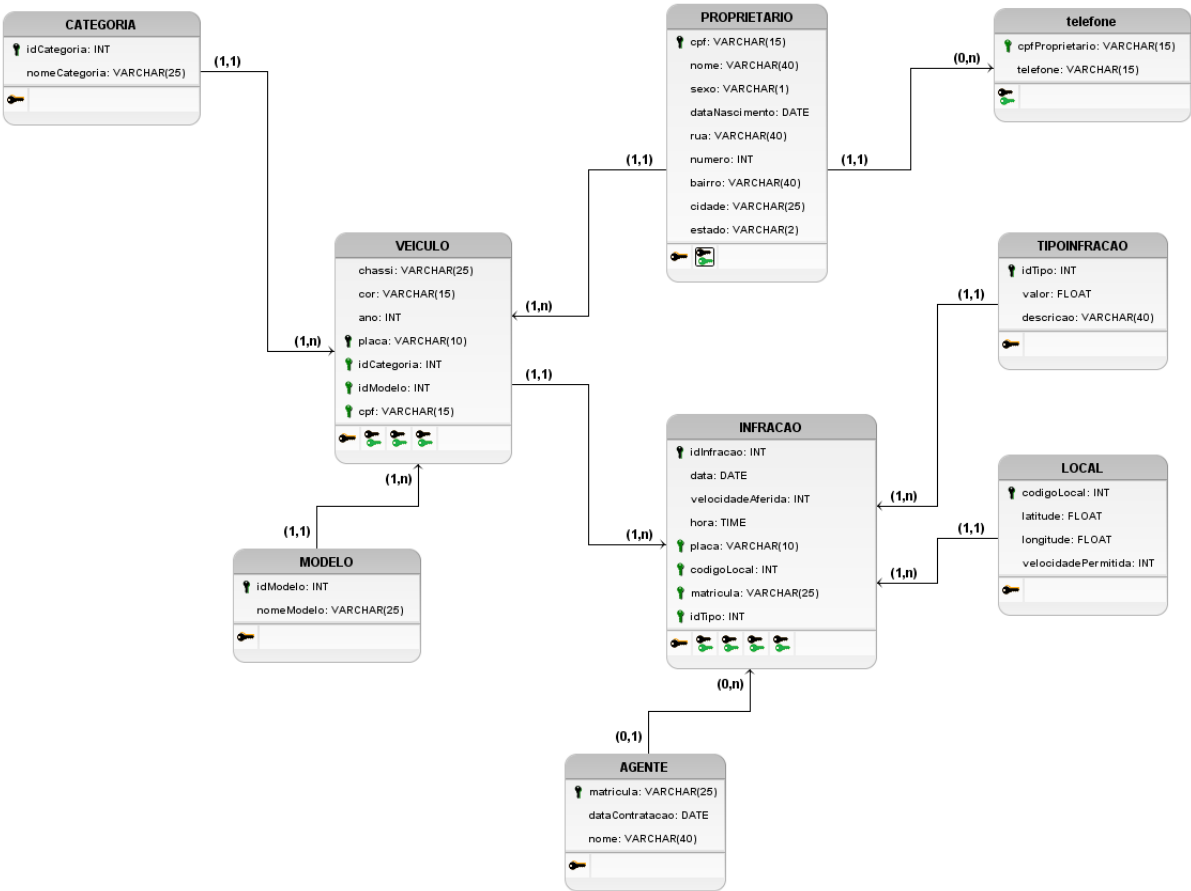 CATEGORIA
idCategoria: INT
nomeCategoria: VARCHAR(25)
(1,1)
(1,n)
PROPRIETARIO
cpf: VARCHAR(15)
nome: VARCHAR(40)
sexo: VARCHAR(1)
dataNascimento: DATE
rua: VARCHAR(40)
numero: INT
bairro: VARCHAR(40)
cidade: VARCHAR(25)
estado: VARCHAR(2)
(1,1)
(1,1)
(0,n)
(1,n)
telefone
cpfProprietario: VARCHAR(15)
telefone: VARCHAR(15)
VEICULO
chassi: VARCHAR(25)
cor: VARCHAR(15)
ano: INT
placa: VARCHAR(10)
idCategoria: INT
idModelo: INT
cpf: VARCHAR(15)
(1,1)
(1,n)
(1,n)
(1,1)
TIPOINFRACAO
idTipo: INT
valor: FLOAT
descricao: VARCHAR(40)
(1,1)
(1,n)
INFRACAO
idInfracao: INT
data: DATE
velocidadeAferida: INT
hora: TIME
placa: VARCHAR(10)
codigoLocal: INT
matricula: VARCHAR(25)
idTipo: INT
LOCAL
codigoLocal: INT
latitude: FLOAT
longitude: FLOAT
velocidadePermitida: INT
(1,1)
(1,n)
MODELO
idModelo: INT
nomeModelo: VARCHAR(25)
(0,n)
(0,1)
AGENTE
matricula: VARCHAR(25)
dataContratacao: DATE
nome: VARCHAR(40)